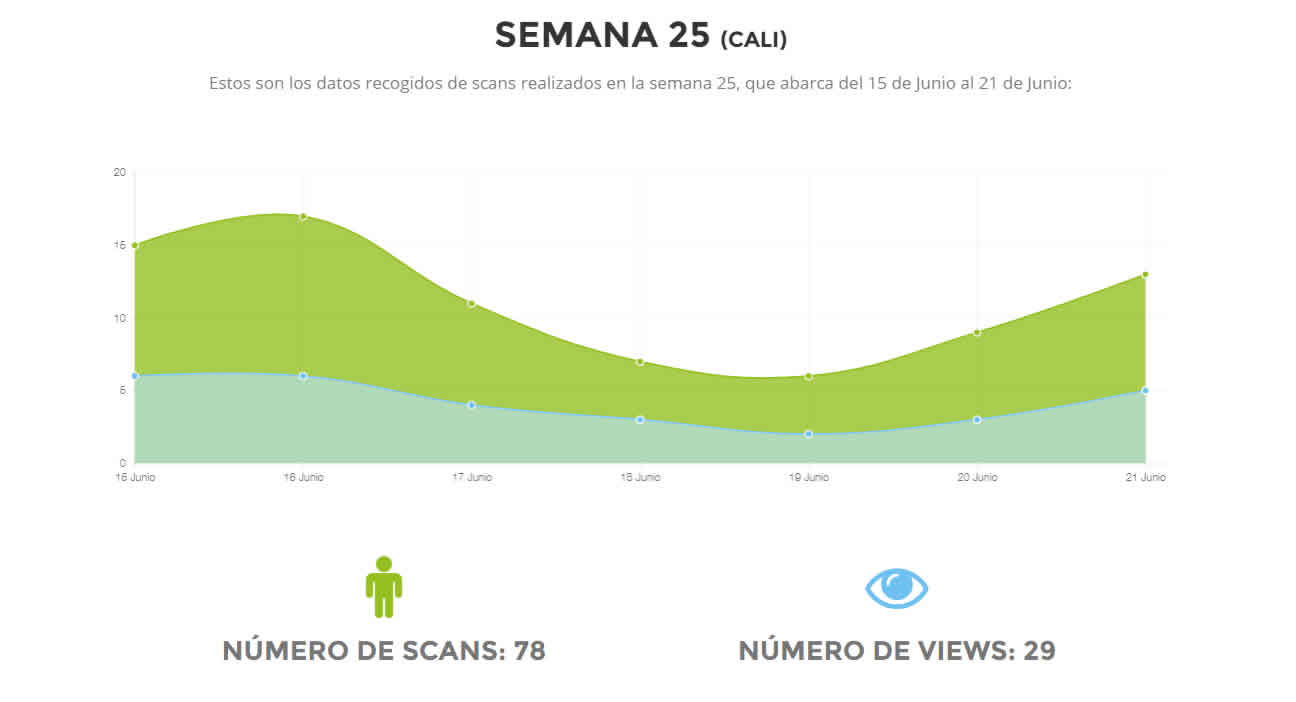 SEMANA 25 (CALI)
Estos son los datos recogidos de scans realizados en la semana 25, que abarca del 15 de Junio al 21 de Junio:
20
15
10
5
0
15 Junio 16 Junio 17 Junio 18 Junio 19 Junio 20 Junio 21 Junio
NÚMERO DE SCANS: 78 NÚMERO DE VIEWS: 29